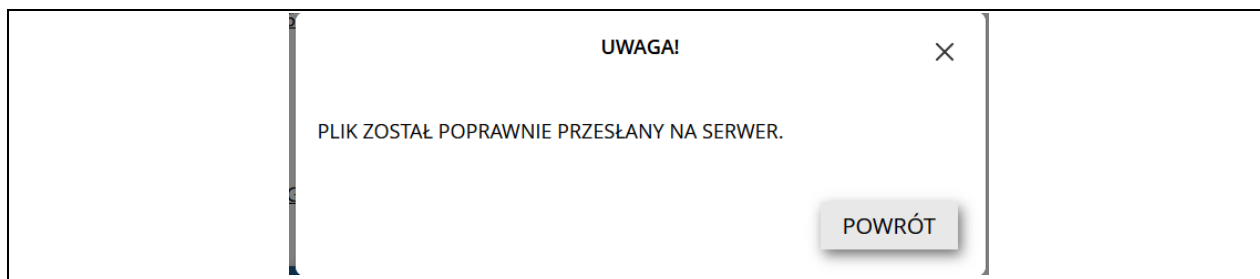 UWAGA!
PLIK ZOSTAŁ POPRAWNIE PRZESŁANY NA SERWER.
POWRÓT